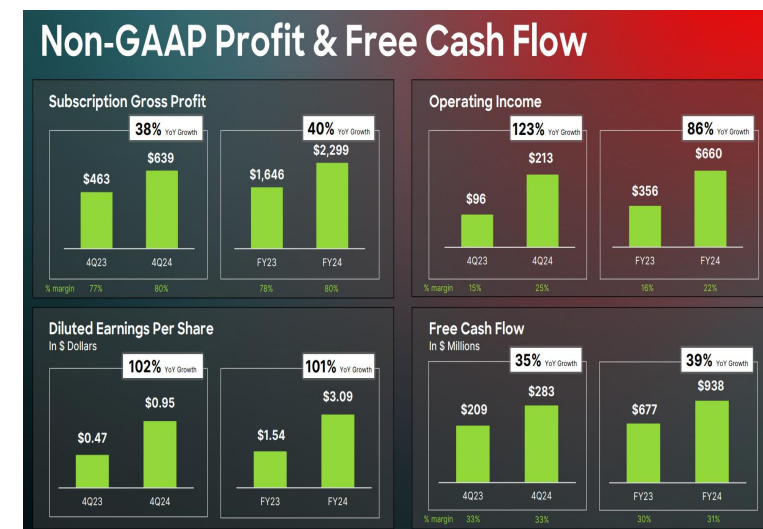 Non-GAAP Profit & Free Cash Flow
Subscription Gross Profit
38% YoY Growth
40% YoY Growth
$463
$639
$1,646
$2,299
4Q23
4Q24
FY23
FY24
% margin 77% 80% 78% 80%
Operating Income
123% YoY Growth
86% YoY Growth
$96
$213
$356
$660
4Q23
4Q24
FY23
FY24
% margin 15% 25% 16% 22%
Diluted Earnings Per Share
In $ Dollars
102% YoY Growth
101% YoY Growth
$0.47
$0.95
$1.54
$3.09
4Q23
4Q24
FY23
FY24
Free Cash Flow
In $ Millions
35% YoY Growth
39% YoY Growth
$209
$283
$677
$938
4Q23
4Q24
FY23
FY24
% margin 33% 33% 30% 31%